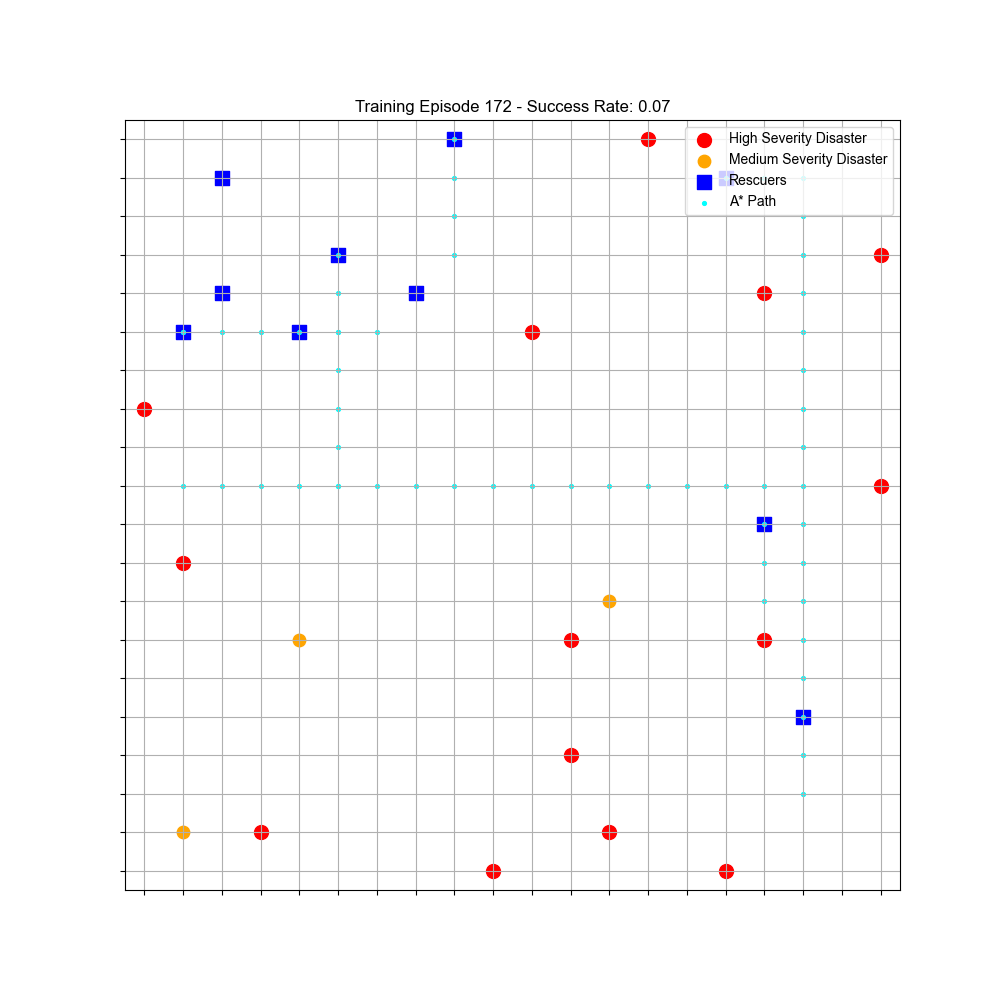 Training Episode 172 - Success Rate: 0.07
High Severity Disaster
Medium Severity Disaster
Rescuers
A* Path